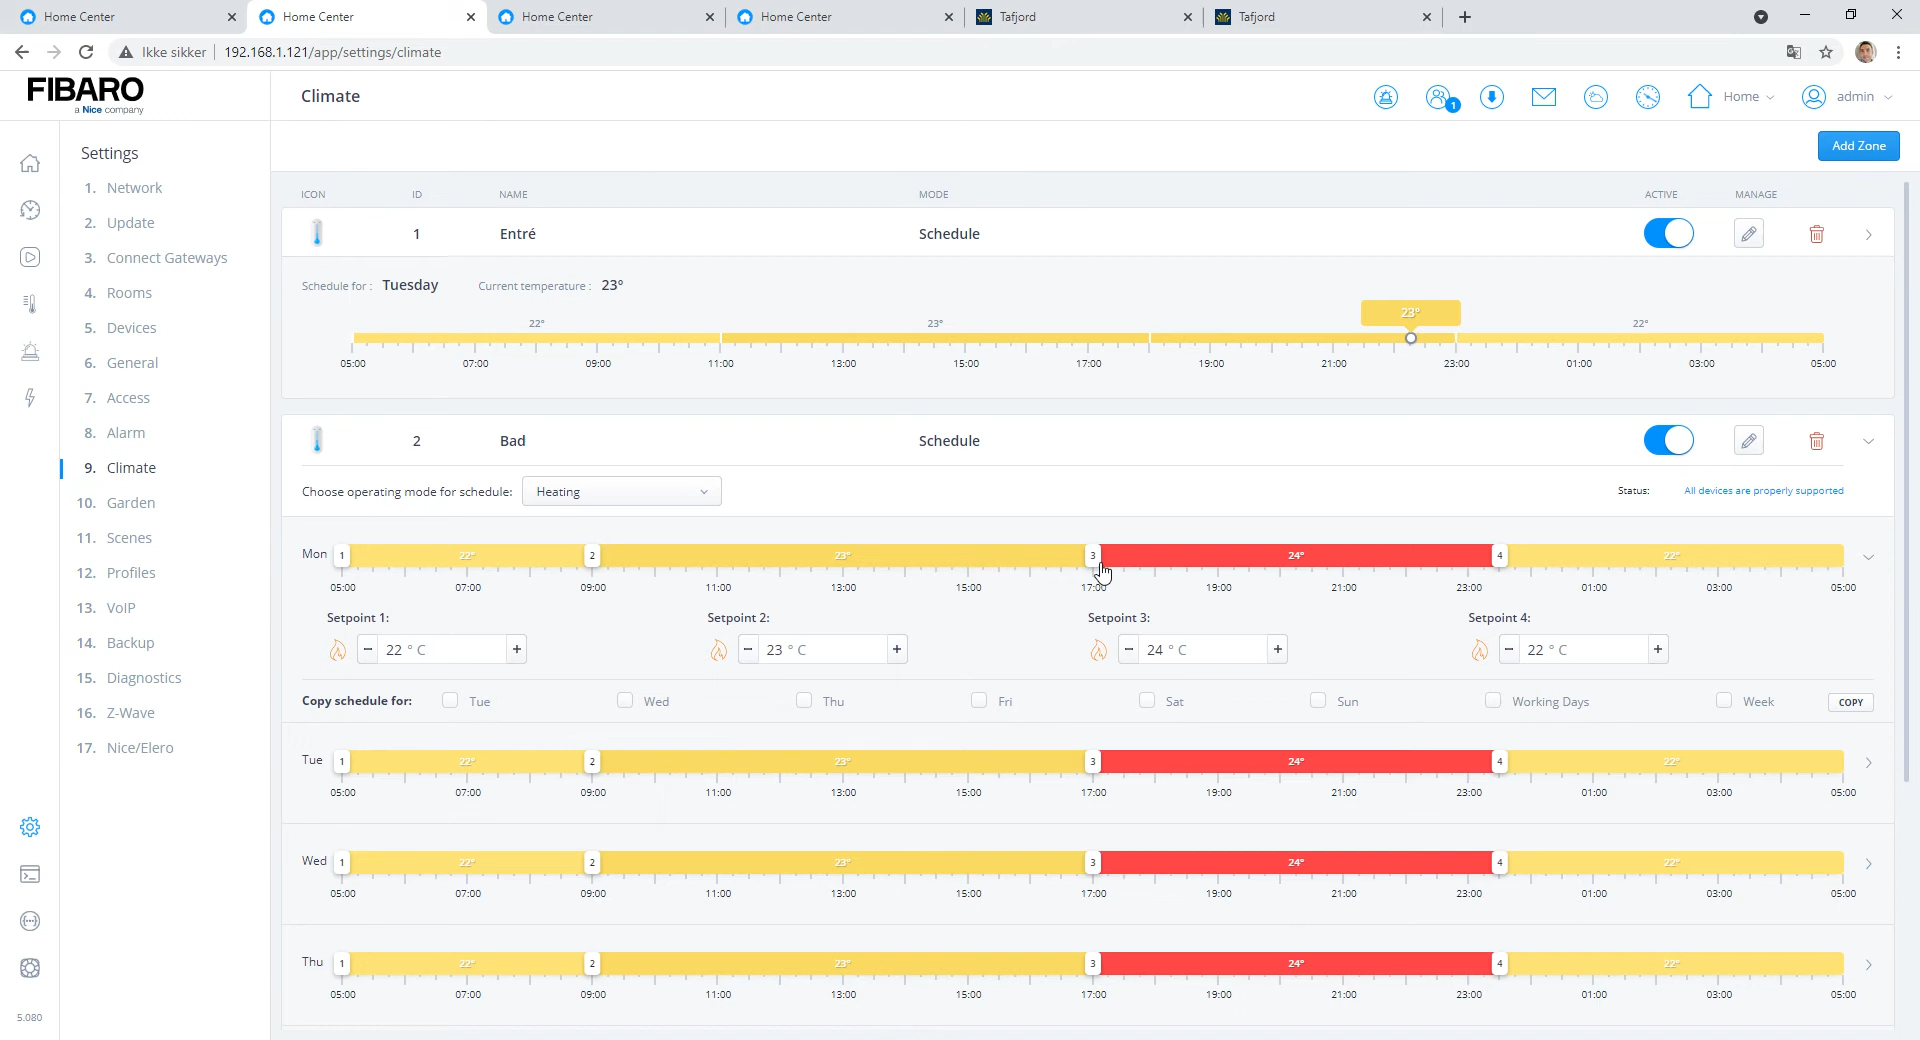 Home Center
Home Center
Home Center
Home Center
Tafjord
Tafjord
Ikke sikker
192.168.1.121/app/settings/climate
FIBARO
a Nice company
Climate
1
Home
admin
Settings
1. Network
2. Update
3. Connect Gateways
4. Rooms
5. Devices
6. General
7. Access
8. Alarm
9. Climate
10. Garden
11. Scenes
12. Profiles
13. VoIP
14. Backup
15. Diagnostics
16. Z-Wave
17. Nice/Elero
5.080
Add Zone
ICON ID NAME MODE ACTIVE MANAGE
1 Entré Schedule
Schedule for : Tuesday Current temperature : 23°
23°
22° 23° 22°
05:00 07:00 09:00 11:00 13:00 15:00 17:00 19:00 21:00 23:00 01:00 03:00 05:00
2 Bad Schedule
Choose operating mode for schedule: Heating Status: All devices are properly supported
Mon 1 22° 2 23° 3 24° 4 22°
05:00 07:00 09:00 11:00 13:00 15:00 17:00 19:00 21:00 23:00 01:00 03:00 05:00
Setpoint 1: Setpoint 2: Setpoint 3: Setpoint 4:
− 22 ° C + − 23 ° C + − 24 ° C + − 22 ° C +
Copy schedule for: Tue Wed Thu Fri Sat Sun Working Days Week COPY
Tue 1 22° 2 23° 3 24° 4 22°
05:00 07:00 09:00 11:00 13:00 15:00 17:00 19:00 21:00 23:00 01:00 03:00 05:00
Wed 1 22° 2 23° 3 24° 4 22°
05:00 07:00 09:00 11:00 13:00 15:00 17:00 19:00 21:00 23:00 01:00 03:00 05:00
Thu 1 22° 2 23° 3 24° 4 22°
05:00 07:00 09:00 11:00 13:00 15:00 17:00 19:00 21:00 23:00 01:00 03:00 05:00